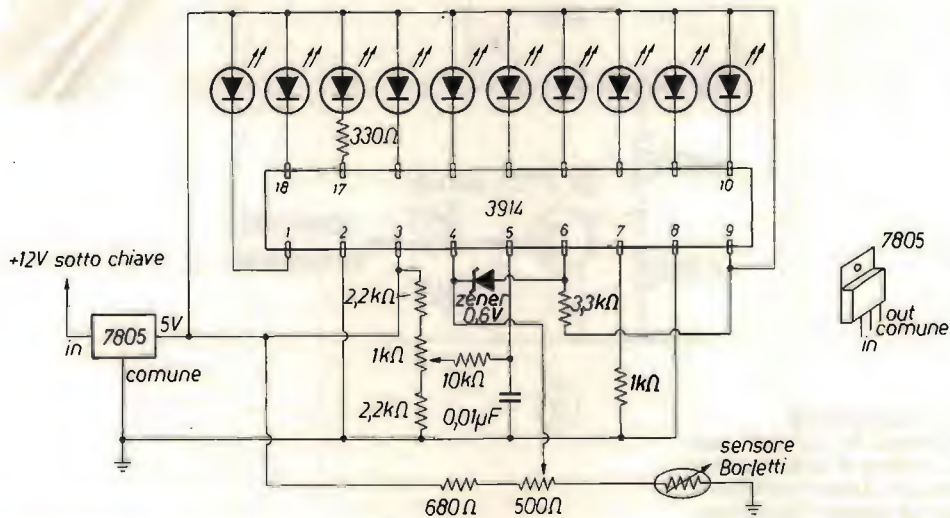 330Ω
18
17
10
3914
1
2
3
4
5
6
7
8
9
+12V sotto chiave
in
7805
5V
comune
2,2kΩ
1kΩ
2,2kΩ
10kΩ
0,01µF
zener
0,6V
3,3kΩ
1kΩ
7805
out
comune
in
680Ω
500Ω
sensore
Borletti